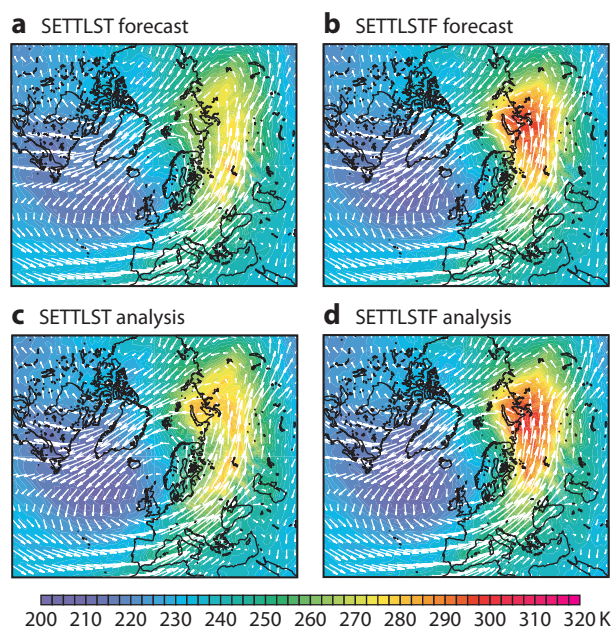 a SETTLST forecast
b SETTLSTF forecast
c SETTLST analysis
d SETTLSTF analysis
200 210 220 230 240 250 260 270 280 290 300 310 320 K